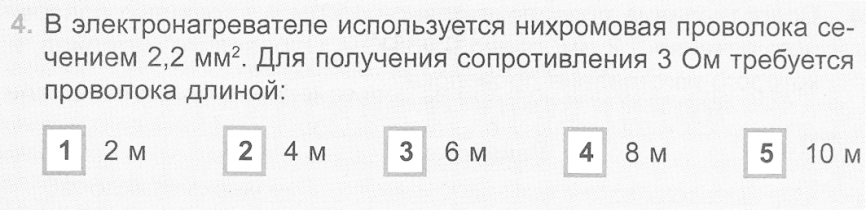 4. В электронагревателе используется нихромовая проволока се-
чением 2,2 мм². Для получения сопротивления 3 Ом требуется
проволока длиной:
1 2 м 2 4 м 3 6 м 4 8 м 5 10 м